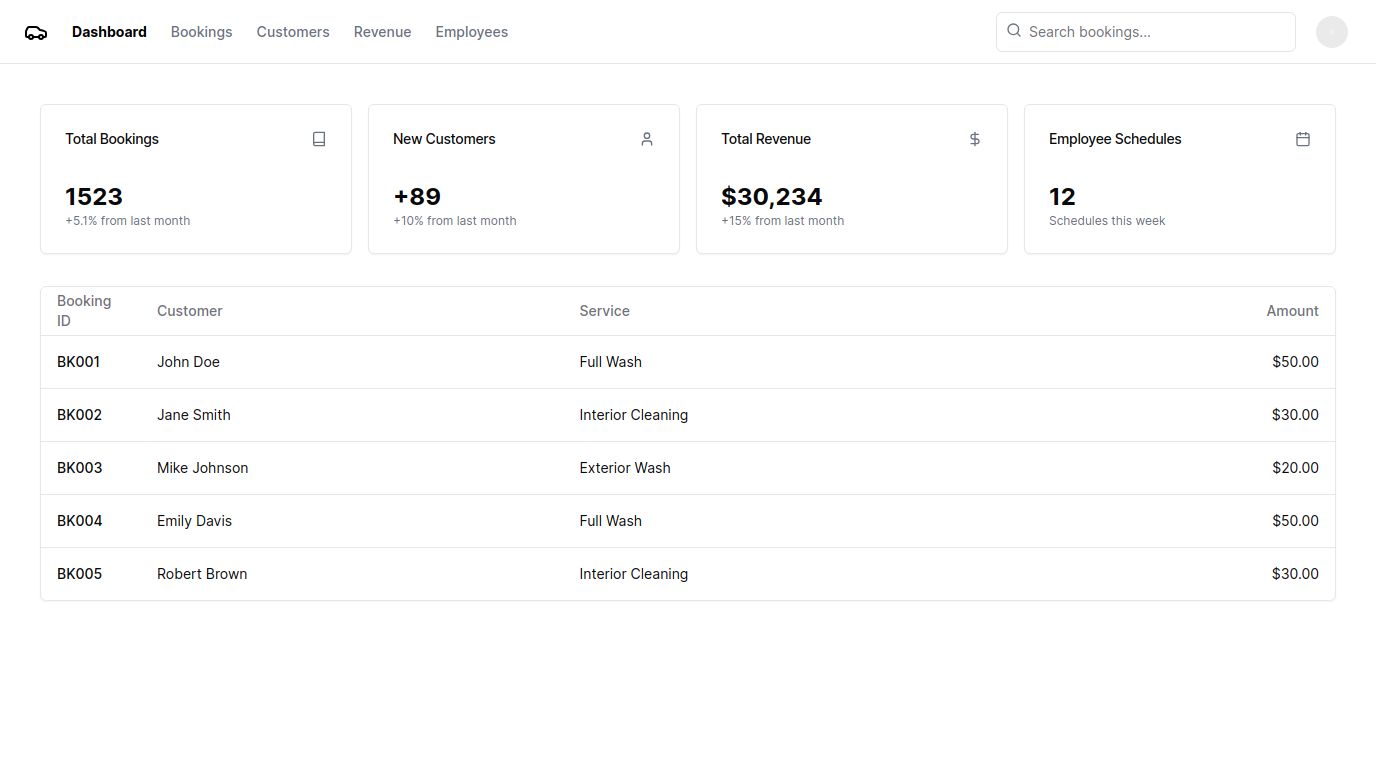 Dashboard Bookings Customers Revenue Employees Search bookings...
Total Bookings New Customers Total Revenue Employee Schedules
1523 +89 $30,234 12
+5.1% from last month +10% from last month +15% from last month Schedules this week
Booking
ID Customer Service Amount
BK001 John Doe Full Wash $50.00
BK002 Jane Smith Interior Cleaning $30.00
BK003 Mike Johnson Exterior Wash $20.00
BK004 Emily Davis Full Wash $50.00
BK005 Robert Brown Interior Cleaning $30.00